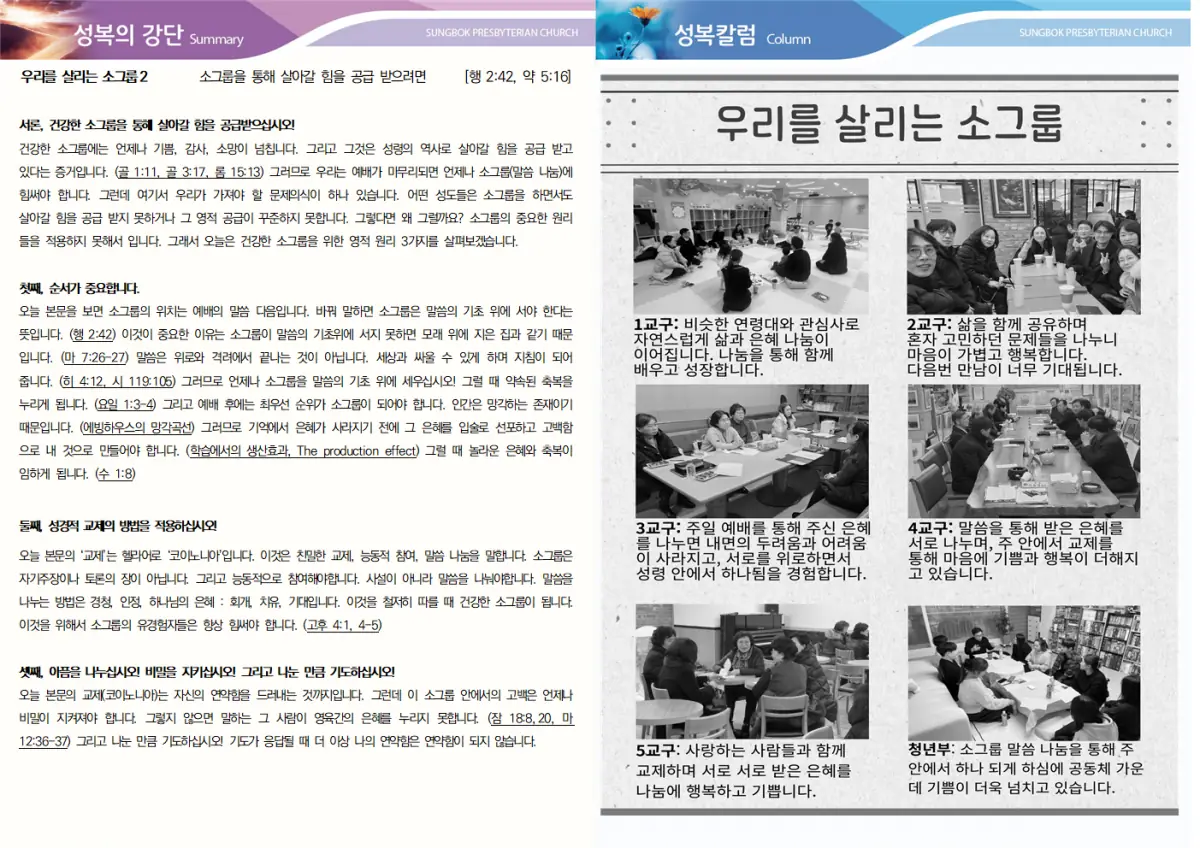 성복의 강단 Summary
SUNGBOK PRESBYTERIAN CHURCH
우리를 살리는 소그룹 2 소그룹을 통해 살아갈 힘을 공급 받으려면 [행 2:42, 약 5:16]
서론, 건강한 소그룹을 통해 살아갈 힘을 공급받으십시오!
건강한 소그룹에는 언제나 기쁨, 감사, 소망이 넘칩니다. 그리고 그것은 성령의 역사로 살아갈 힘을 공급 받고
있다는 증거입니다. (골 1:11, 골 3:17, 롬 15:13) 그러므로 우리는 예배가 마무리되면 언제나 소그룹(말씀 나눔)에
힘써야 합니다. 그런데 여기서 우리가 가져야 할 문제의식이 하나 있습니다. 어떤 성도들은 소그룹을 하면서도
살아갈 힘을 공급 받지 못하거나 그 영적 공급이 꾸준하지 못합니다. 그렇다면 왜 그럴까요? 소그룹의 중요한 원리
들을 적용하지 못해서 입니다. 그래서 오늘은 건강한 소그룹을 위한 영적 원리 3가지를 살펴보겠습니다.
첫째, 순서가 중요합니다.
오늘 본문을 보면 소그룹의 위치는 예배의 말씀 다음입니다. 바꿔 말하면 소그룹은 말씀의 기초 위에 서야 한다는
뜻입니다. (행 2:42) 이것이 중요한 이유는 소그룹이 말씀의 기초위에 서지 못하면 모래 위에 지은 집과 같기 때문
입니다. (마 7:26-27) 말씀은 위로와 격려에서 끝나는 것이 아닙니다. 세상과 싸울 수 있게 하며 지침이 되어
줍니다. (히 4:12, 시 119:105) 그러므로 언제나 소그룹을 말씀의 기초 위에 세우십시오! 그럴 때 약속된 축복을
누리게 됩니다. (요일 1:3-4) 그리고 예배 후에는 최우선 순위가 소그룹이 되어야 합니다. 인간은 망각하는 존재이기
때문입니다. (에빙하우스의 망각곡선) 그러므로 기억에서 은혜가 사라지기 전에 그 은혜를 입술로 선포하고 고백함
으로 내 것으로 만들어야 합니다. (학습에서의 생산효과, The production effect) 그럴 때 놀라운 은혜와 축복이
임하게 됩니다. (수 1:8)
둘째, 성경적 교제의 방법을 적용하십시오!
오늘 본문의 ‘교제’는 헬라어로 ‘코이노니아’입니다. 이것은 친밀한 교제, 능동적 참여, 말씀 나눔을 말합니다. 소그룹은
자기주장이나 토론의 장이 아닙니다. 그리고 능동적으로 참여해야합니다. 사설이 아니라 말씀을 나눠야합니다. 말씀을
나누는 방법은 경청, 인정, 하나님의 은혜 : 회개, 치유, 기대입니다. 이것을 철저히 따를 때 건강한 소그룹이 됩니다.
이것을 위해서 소그룹의 유경험자들은 항상 힘써야 합니다. (고후 4:1, 4-5)
셋째, 아픔을 나누십시오! 비밀을 지키십시오! 그리고 나눈 만큼 기도하십시오!
오늘 본문의 교제(코이노니아)는 자신의 연약함을 드러내는 것까지입니다. 그런데 이 소그룹 안에서의 고백은 언제나
비밀이 지켜져야 합니다. 그렇지 않으면 말하는 그 사람이 영육간의 은혜를 누리지 못합니다. (잠 18:8, 20, 마
12:36-37) 그리고 나눈 만큼 기도하십시오! 기도가 응답될 때 더 이상 나의 연약함은 연약함이 되지 않습니다.
성복칼럼 Column
SUNGBOK PRESBYTERIAN CHURCH
우리를 살리는 소그룹
1교구: 비슷한 연령대와 관심사로
자연스럽게 삶과 은혜 나눔이
이어집니다. 나눔을 통해 함께
배우고 성장합니다.
2교구: 삶을 함께 공유하며
혼자 고민하던 문제들을 나누니
마음이 가볍고 행복합니다.
다음번 만남이 너무 기대됩니다.
3교구: 주일 예배를 통해 주신 은혜
를 나누면 내면의 두려움과 어려움
이 사라지고, 서로를 위로하면서
성령 안에서 하나됨을 경험합니다.
4교구: 말씀을 통해 받은 은혜를
서로 나누며, 주 안에서 교제를
통해 마음에 기쁨과 행복이 더해지
고 있습니다.
5교구: 사랑하는 사람들과 함께
교제하며 서로 서로 받은 은혜를
나눔에 행복하고 기쁩니다.
청년부: 소그룹 말씀 나눔을 통해 주
안에서 하나 되게 하심에 공동체 가운
데 기쁨이 더욱 넘치고 있습니다.